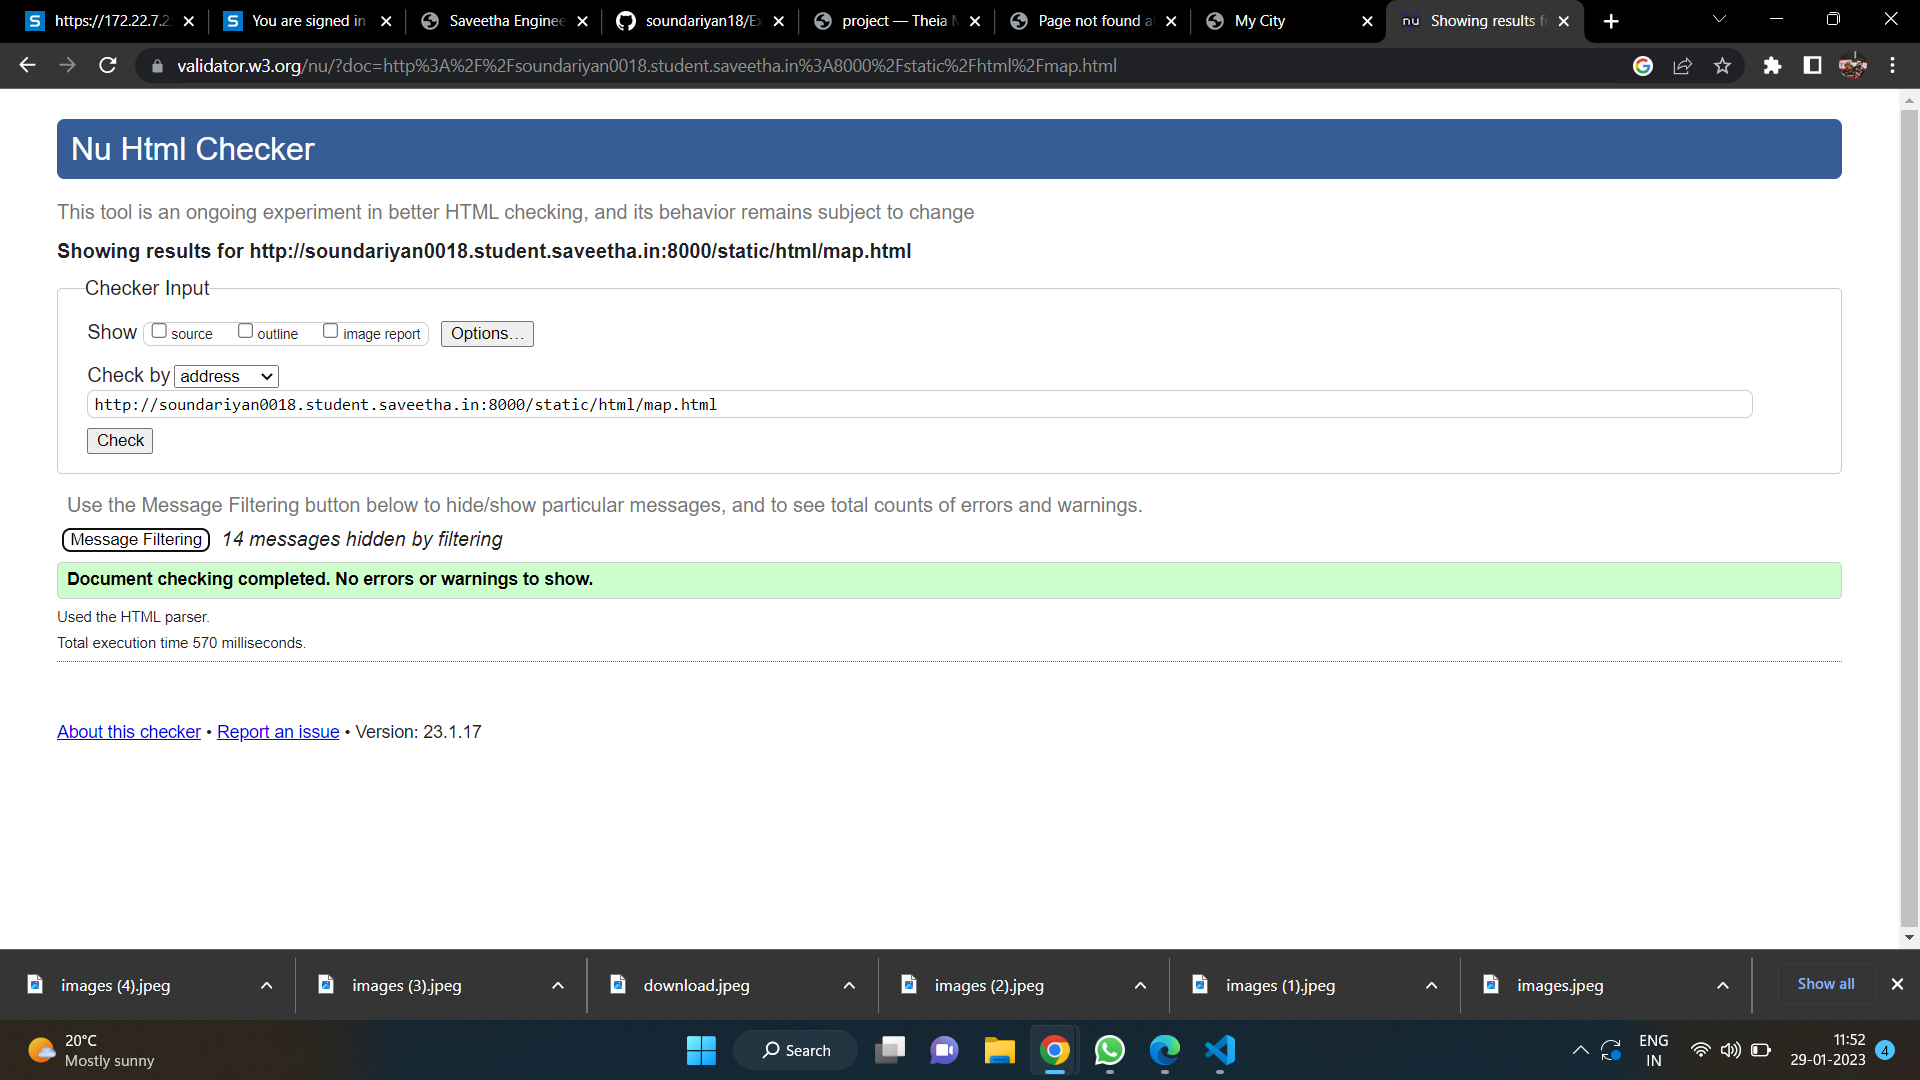 https://172.22.7.2
You are signed in
Saveetha Enginee
soundariyan18/Ex
project — Theia
Page not found a
My City
nu
Showing results f
validator.w3.org/nu/?doc=http%3A%2F%2Fsoundariyan0018.student.saveetha.in%3A8000%2Fstatic%2Fhtml%2Fmap.html
Nu Html Checker
This tool is an ongoing experiment in better HTML checking, and its behavior remains subject to change
Showing results for http://soundariyan0018.student.saveetha.in:8000/static/html/map.html
Checker Input
Show source outline image report Options…
Check by address
http://soundariyan0018.student.saveetha.in:8000/static/html/map.html
Check
Use the Message Filtering button below to hide/show particular messages, and to see total counts of errors and warnings.
Message Filtering 14 messages hidden by filtering
Document checking completed. No errors or warnings to show.
Used the HTML parser.
Total execution time 570 milliseconds.
About this checker • Report an issue • Version: 23.1.17
images (4).jpeg
images (3).jpeg
download.jpeg
images (2).jpeg
images (1).jpeg
images.jpeg
Show all
20°C
Mostly sunny
Search
ENG
IN
11:52
29-01-2023
4